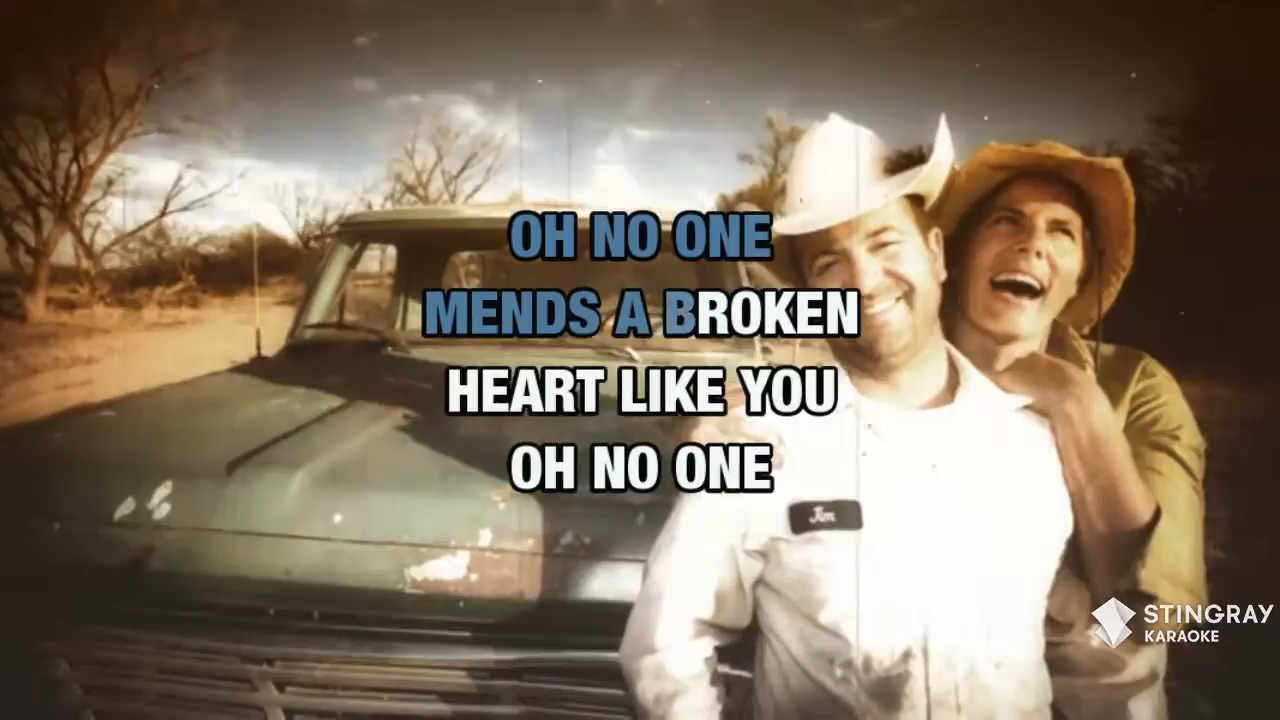 OH NO ONE
MENDS A BROKEN
HEART LIKE YOU
OH NO ONE
Jim
STINGRAY
KARAOKE